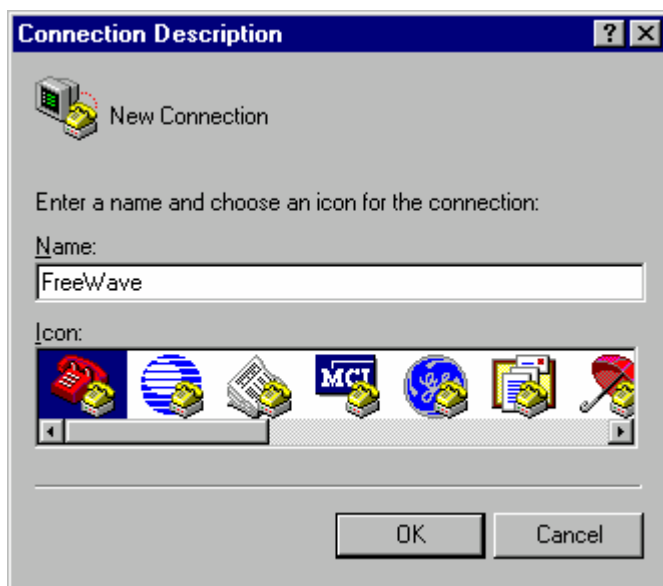 Connection Description
New Connection
Enter a name and choose an icon for the connection:
Name:
FreeWave
Icon:
MCI
OK Cancel